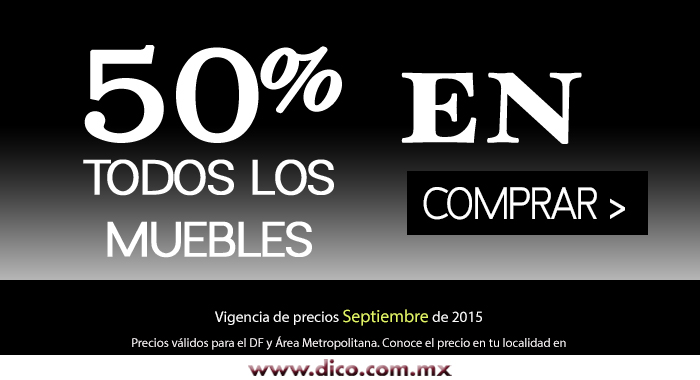 50% EN
TODOS LOS
MUEBLES
COMPRAR >
Vigencia de precios Septiembre de 2015
Precios válidos para el DF y Área Metropolitana. Conoce el precio en tu localidad en
www.dico.com.mx